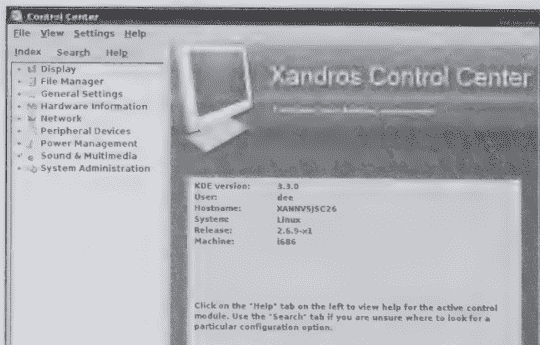 Control Center
File View Settings Help
Index Search Help
Display
File Manager
General Settings
Hardware Information
Network
Peripheral Devices
Power Management
Sound & Multimedia
System Administration
Xandros Control Center
KDE version: 3.3.0
User: dee
Hostname: XANNVSJSC26
System: Linux
Release: 2.6.9-x1
Machine: i686
Click on the "Help" tab on the left to view help for the active control
module. Use the "Search" tab if you are unsure where to look for a
particular configuration option.